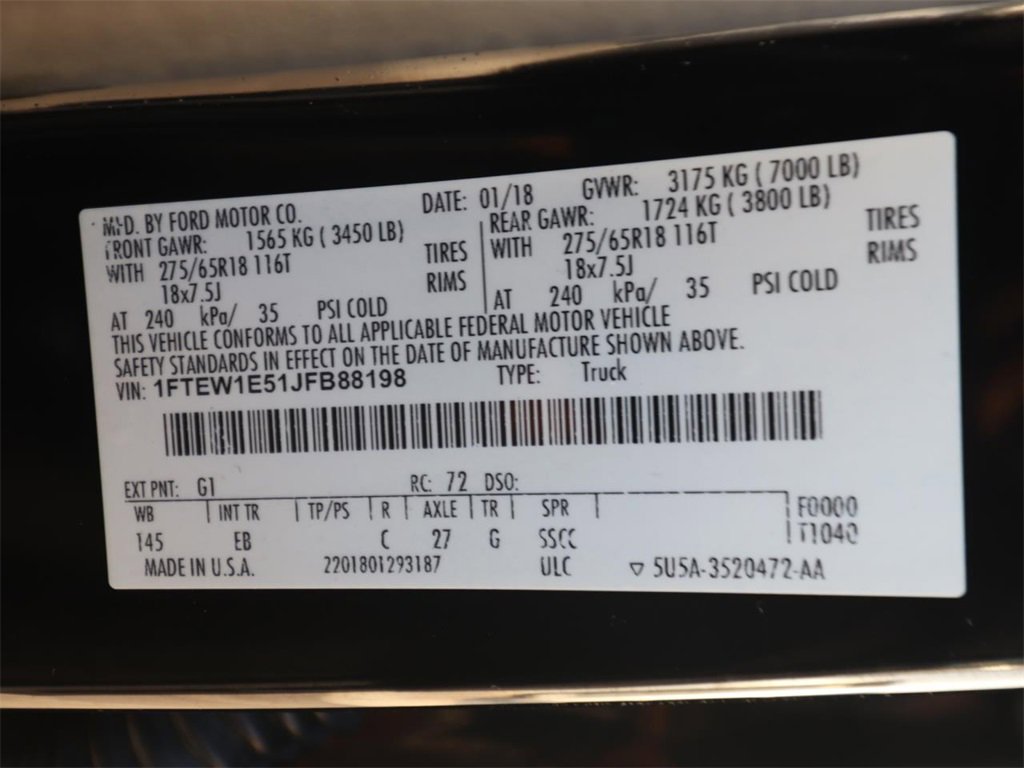 MFD. BY FORD MOTOR CO. DATE: 01/18 GVWR: 3175 KG ( 7000 LB)
FRONT GAWR: 1565 KG ( 3450 LB) REAR GAWR: 1724 KG ( 3800 LB)
WITH 275/65R18 116T TIRES WITH 275/65R18 116T TIRES
18x7.5J RIMS 18x7.5J RIMS
AT 240 kPa/ 35 PSI COLD AT 240 kPa/ 35 PSI COLD
THIS VEHICLE CONFORMS TO ALL APPLICABLE FEDERAL MOTOR VEHICLE
SAFETY STANDARDS IN EFFECT ON THE DATE OF MANUFACTURE SHOWN ABOVE.
VIN: 1FTEW1E51JFB88198 TYPE: Truck
EXT PNT: G1 RC: 72 DSO:
WB INT TR TP/PS R AXLE TR SPR F0000
145 EB C 27 G SSCC T1040
MADE IN U.S.A. 2201801293187 ULC ▽ 5U5A-3520472-AA